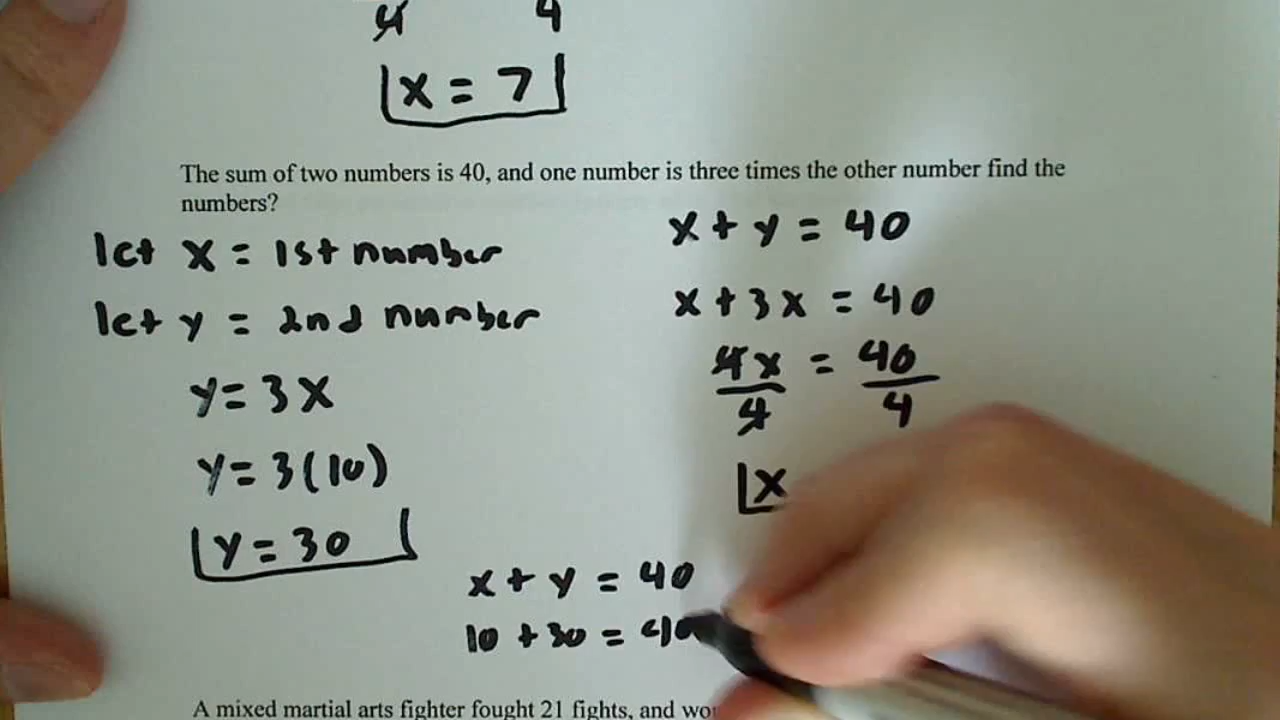 4 4
x = 7
The sum of two numbers is 40, and one number is three times the other number find the
numbers?
let x = 1st number
let y = 2nd number
y = 3x
y = 3(10)
y = 30
x + y = 40
x + 3x = 40
4x = 40
4 4
x
x + y = 40
10 + 30 = 40
A mixed martial arts fighter fought 21 fights, and